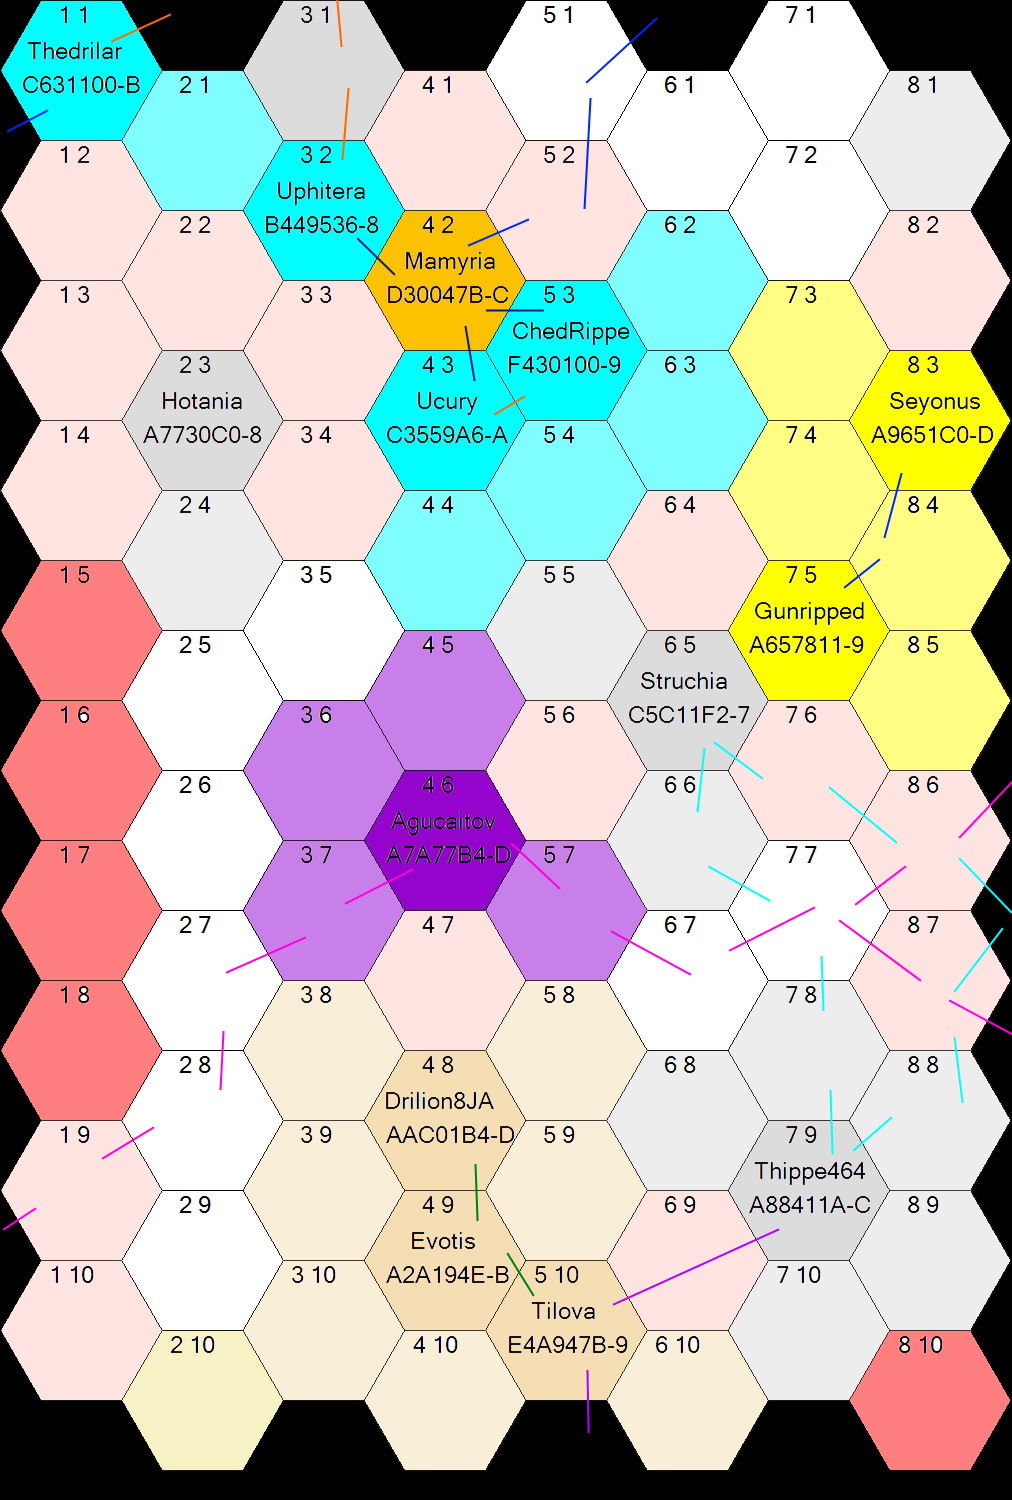 1 1
Thedrilar
C631100-B
3 1
5 1
7 1
2 1
4 1
6 1
8 1
1 2
3 2
Uphitera
B449536-8
5 2
7 2
2 2
4 2
Mamyria
D30047B-C
6 2
8 2
1 3
3 3
5 3
ChedRippe
F430100-9
7 3
2 3
Hotania
A7730C0-8
4 3
Ucury
C3559A6-A
6 3
8 3
Seyonus
A9651C0-D
1 4
3 4
5 4
7 4
2 4
4 4
6 4
8 4
1 5
3 5
5 5
7 5
Gunripped
A657811-9
2 5
4 5
6 5
Struchia
C5C11F2-7
8 5
1 6
3 6
5 6
7 6
2 6
4 6
Agucaitov
A7A77B4-D
6 6
8 6
1 7
3 7
5 7
7 7
2 7
4 7
6 7
8 7
1 8
3 8
5 8
7 8
2 8
4 8
Drilion8JA
AAC01B4-D
6 8
8 8
1 9
3 9
5 9
7 9
Thippe464
A88411A-C
2 9
4 9
Evotis
A2A194E-B
6 9
8 9
1 10
3 10
5 10
Tilova
E4A947B-9
7 10
2 10
4 10
6 10
8 10